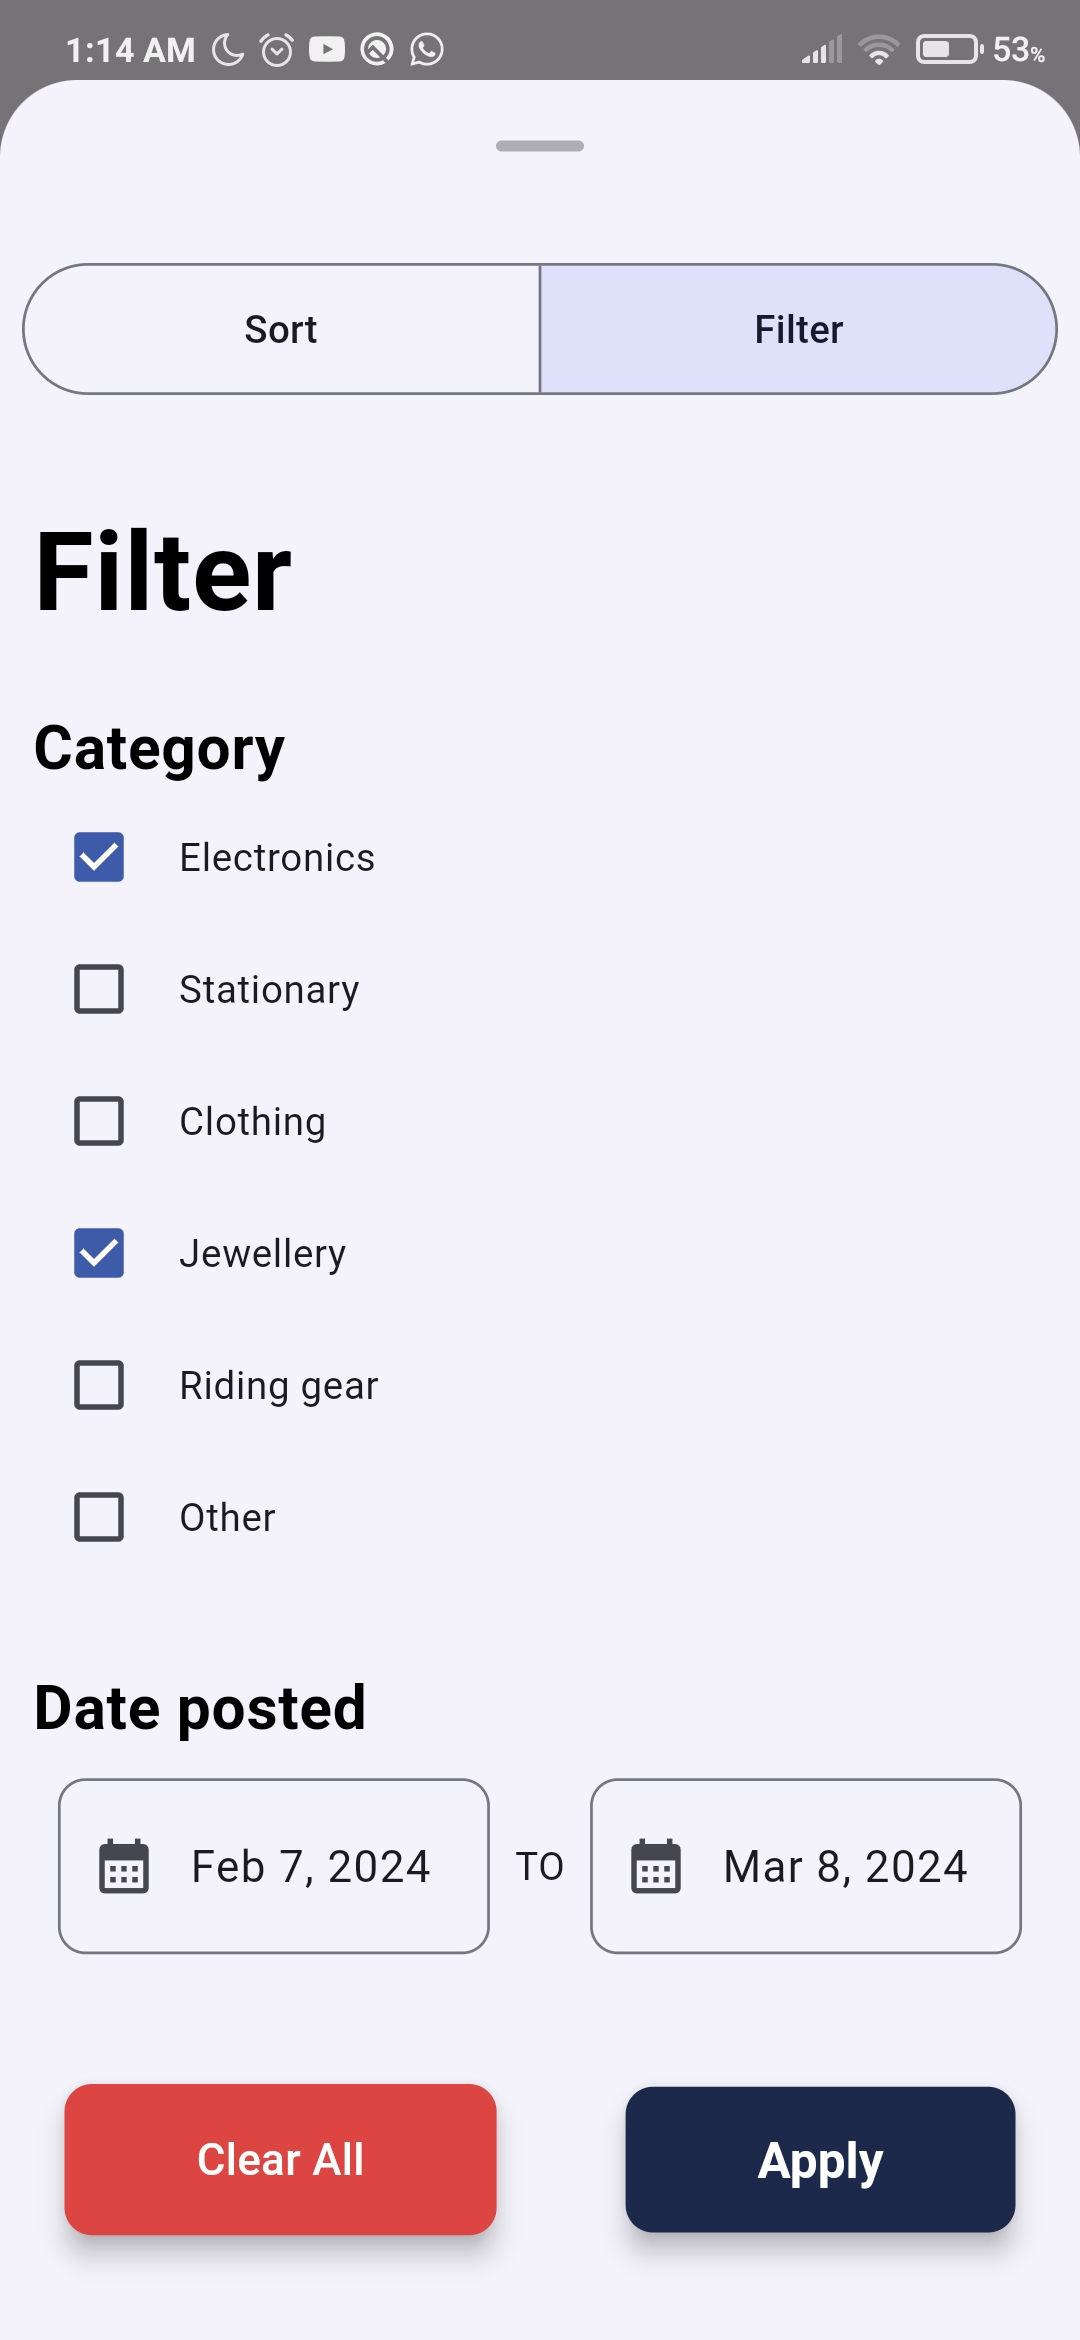 1:14 AM 53%
Sort Filter
Filter
Category
Electronics
Stationary
Clothing
Jewellery
Riding gear
Other
Date posted
Feb 7, 2024 TO Mar 8, 2024
Clear All Apply